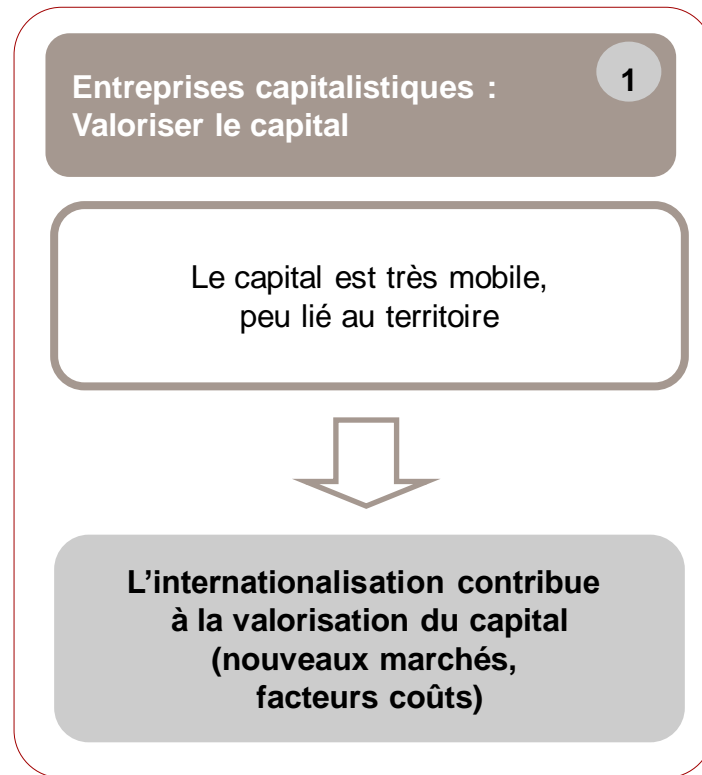 Entreprises capitalistiques :
Valoriser le capital
1
Le capital est très mobile,
peu lié au territoire
L’internationalisation contribue
à la valorisation du capital
(nouveaux marchés,
facteurs coûts)